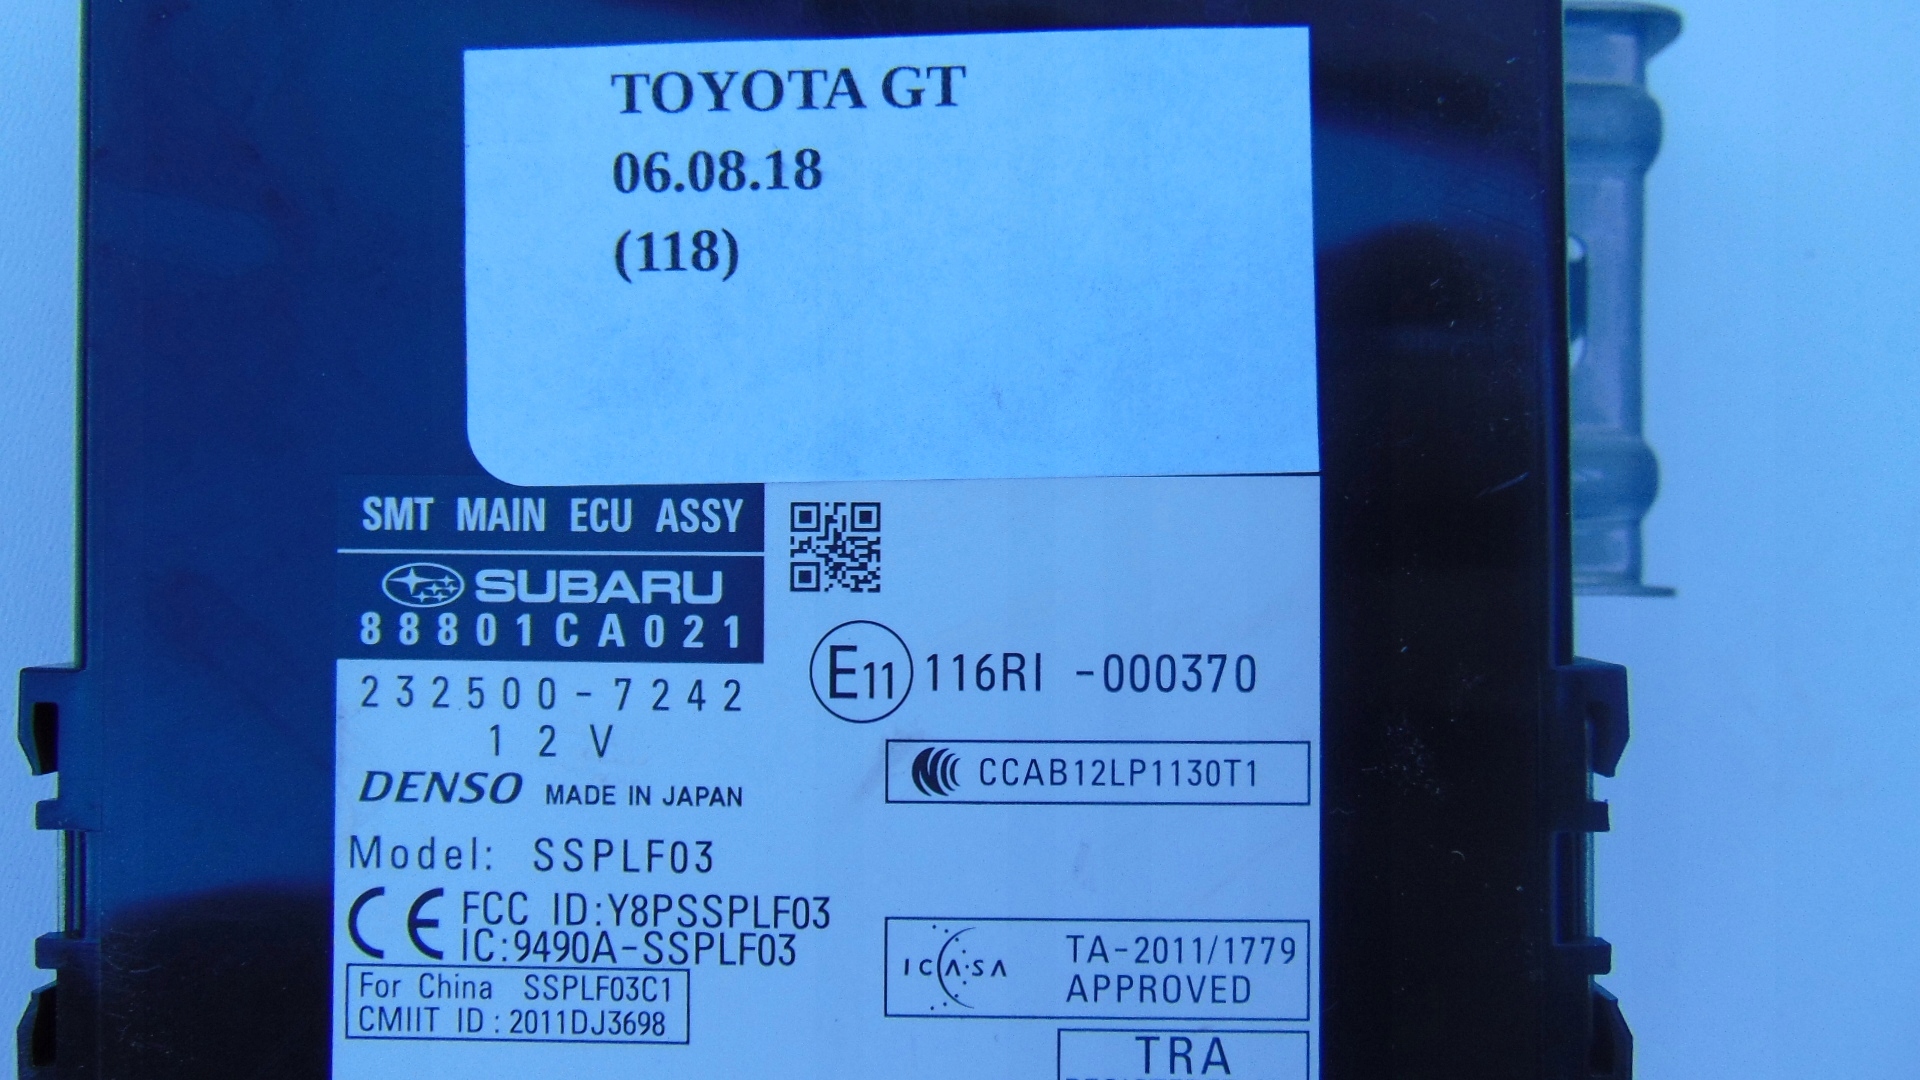 TOYOTA GT
06.08.18
(118)
SMT MAIN ECU ASSY
SUBARU
88801CA021
232500-7242
12V
DENSO MADE IN JAPAN
Model: SSPLF03
CE FCC ID:Y8PSSPLF03
IC:9490A-SSPLF03
For China SSPLF03C1
CMIIT ID:2011DJ3698
E11 116RI -000370
CCAB12LP1130T1
ICASA TA-2011/1779
APPROVED
TRA